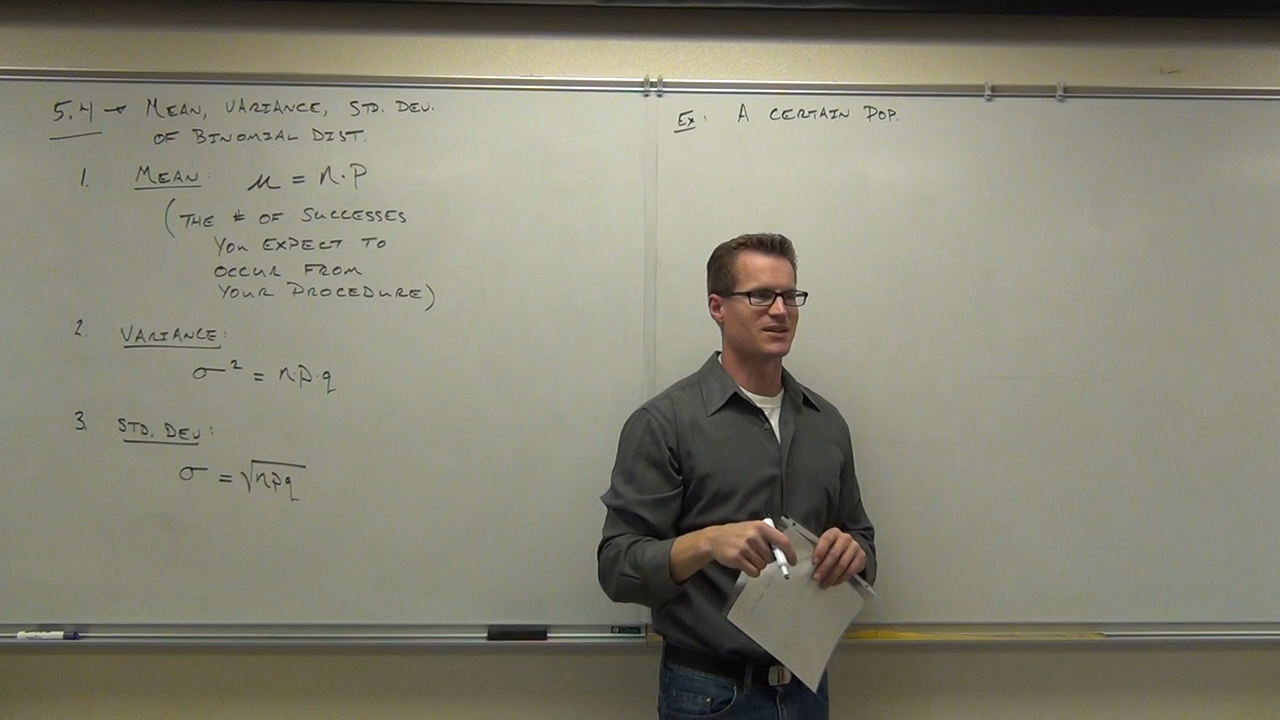 5.4 → MEAN, VARIANCE, STD. DEV.
OF BINOMIAL DIST.
1. MEAN: μ = n·P
(THE # OF SUCCESSES
YOU EXPECT TO
OCCUR FROM
YOUR PROCEDURE)
2. VARIANCE:
σ² = n·p·q
3. STD. DEV:
σ = √npq
Ex: A CERTAIN POP.